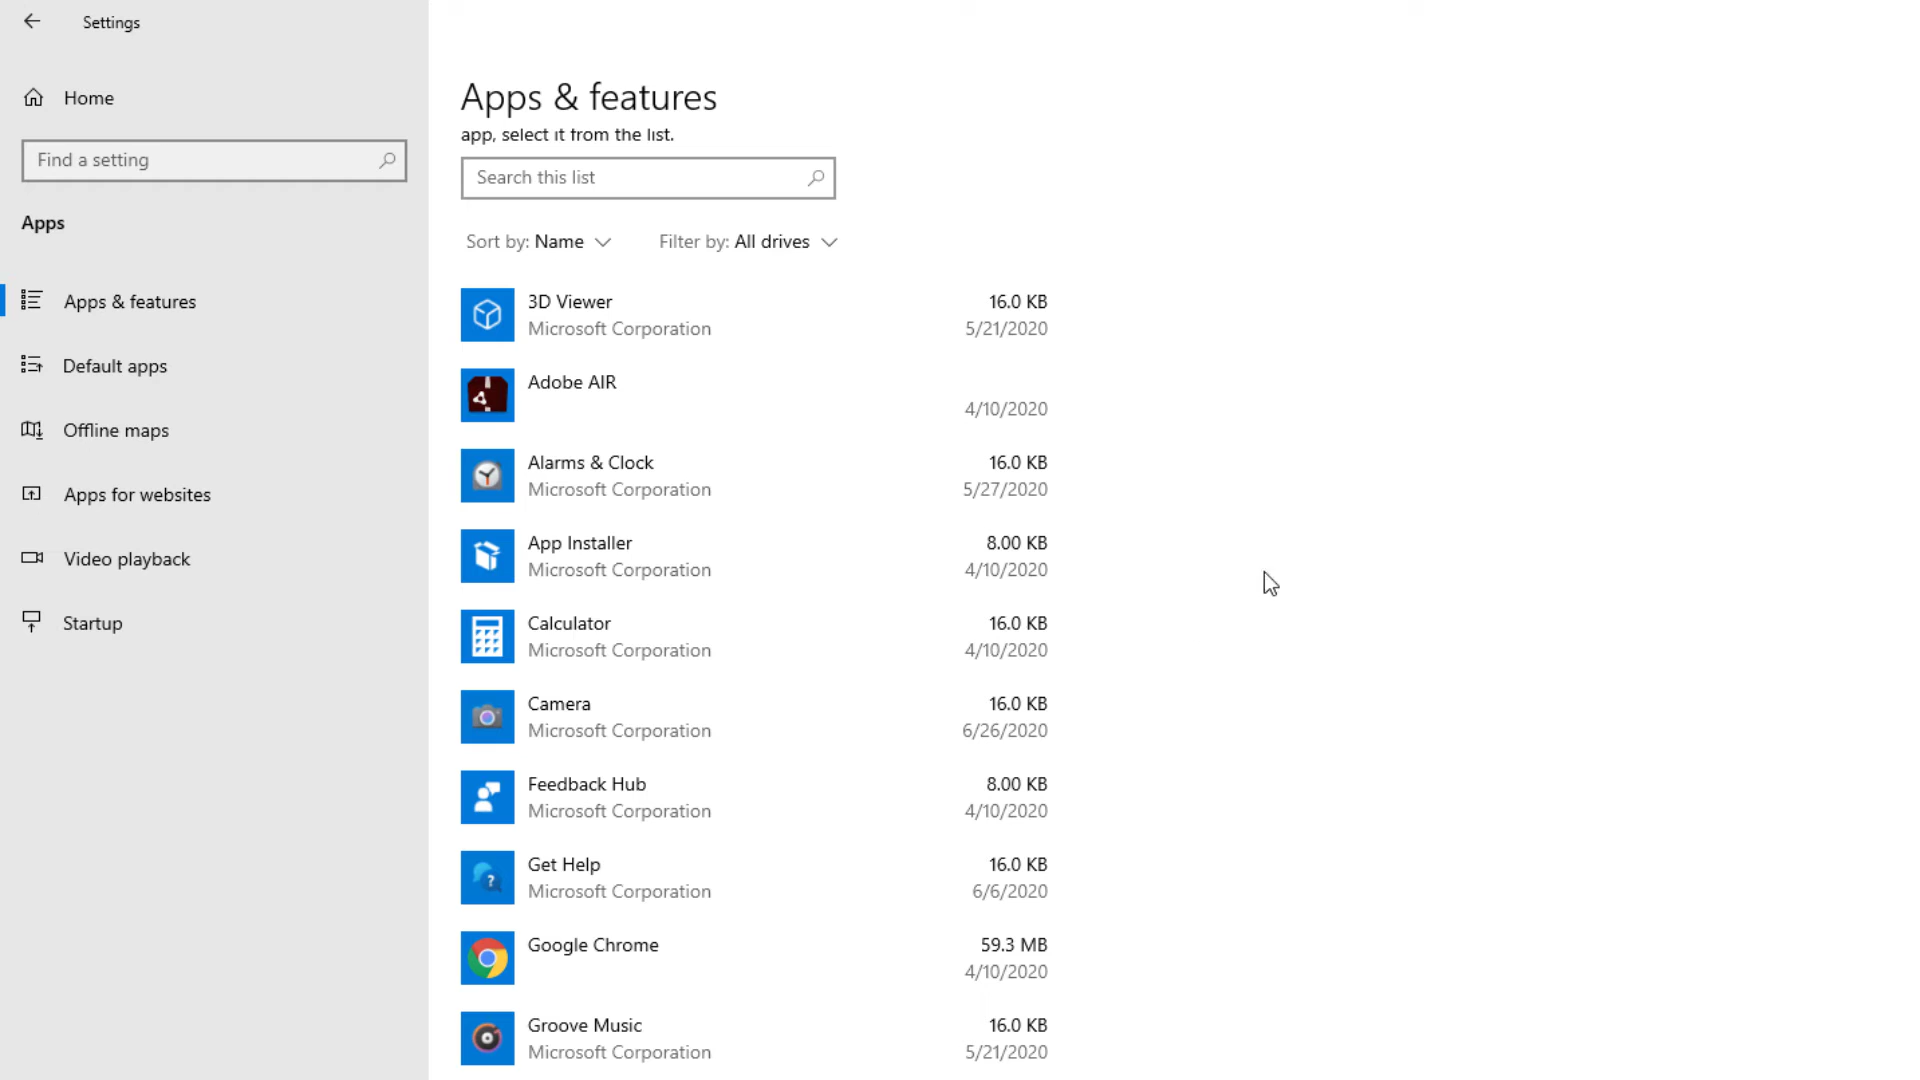 Settings
Home
Find a setting
Apps
Apps & features
Default apps
Offline maps
Apps for websites
Video playback
Startup
Apps & features
app, select it from the list.
Search this list
Sort by: Name Filter by: All drives
3D Viewer 16.0 KB
Microsoft Corporation 5/21/2020
Adobe AIR
4/10/2020
Alarms & Clock 16.0 KB
Microsoft Corporation 5/27/2020
App Installer 8.00 KB
Microsoft Corporation 4/10/2020
Calculator 16.0 KB
Microsoft Corporation 4/10/2020
Camera 16.0 KB
Microsoft Corporation 6/26/2020
Feedback Hub 8.00 KB
Microsoft Corporation 4/10/2020
Get Help 16.0 KB
Microsoft Corporation 6/6/2020
Google Chrome 59.3 MB
4/10/2020
Groove Music 16.0 KB
Microsoft Corporation 5/21/2020